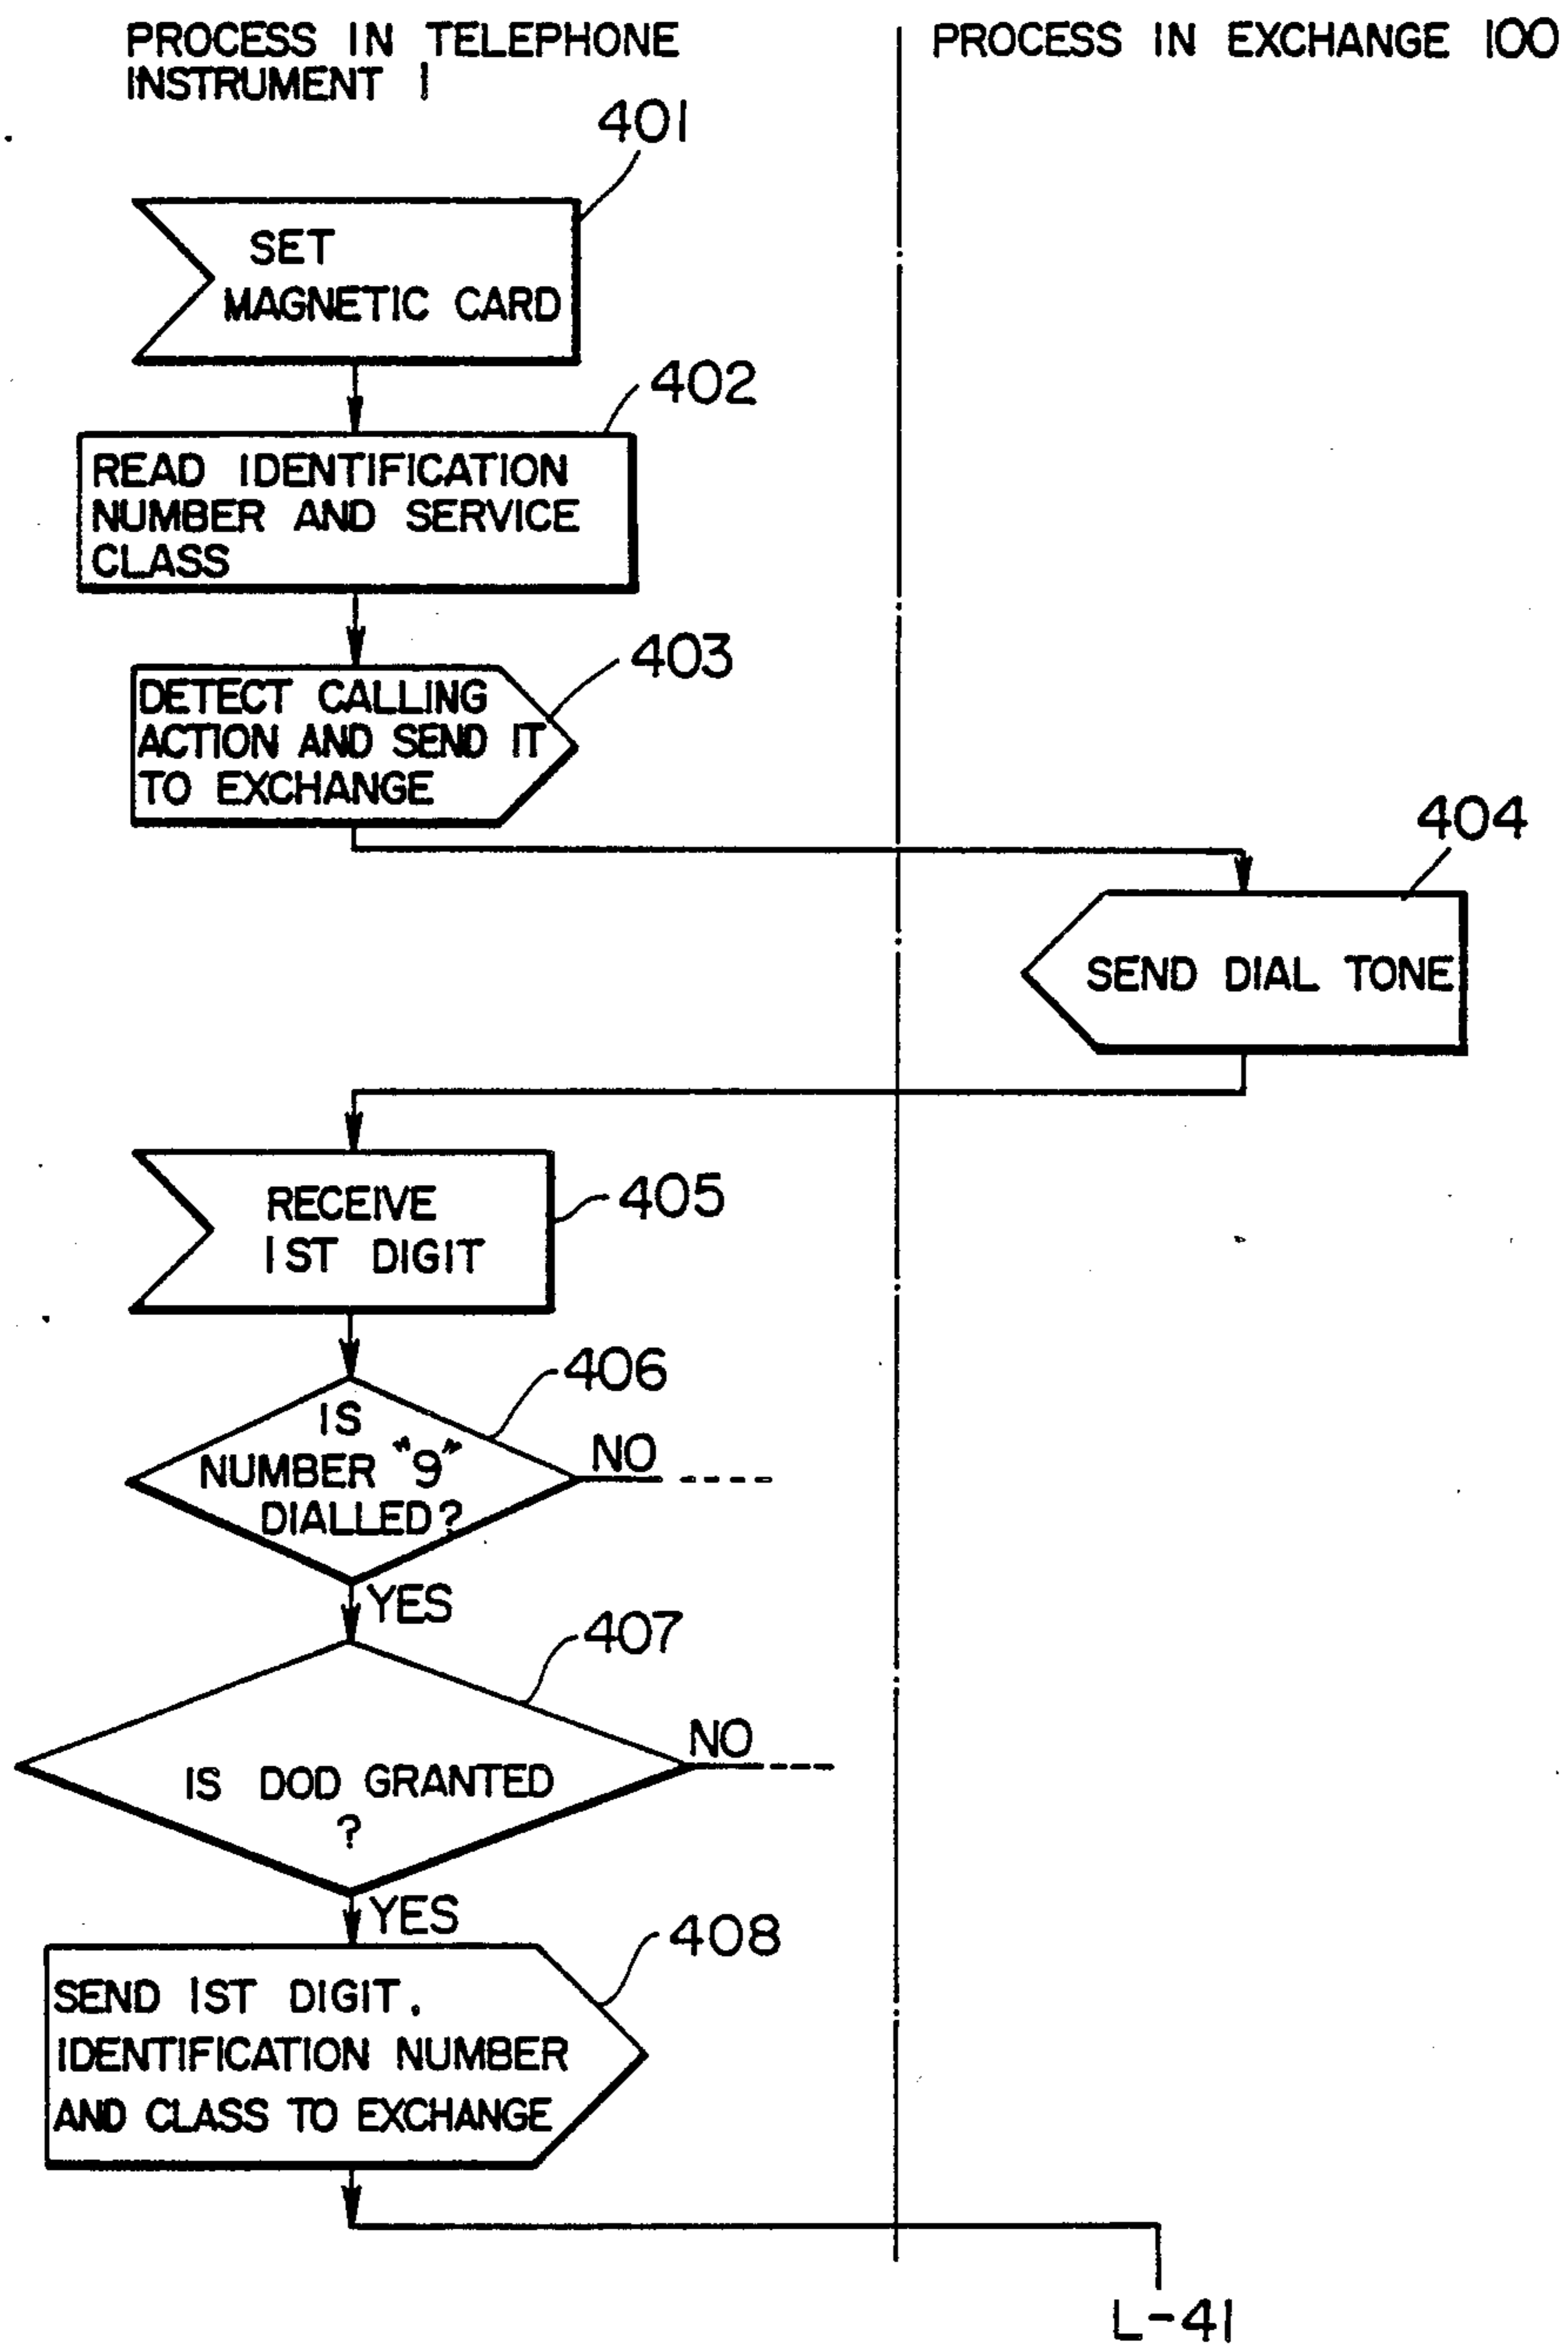 PROCESS IN TELEPHONE
INSTRUMENT 1
PROCESS IN EXCHANGE 100
401
SET
MAGNETIC CARD
402
READ IDENTIFICATION
NUMBER AND SERVICE
CLASS
403
DETECT CALLING
ACTION AND SEND IT
TO EXCHANGE
404
SEND DIAL TONE
405
RECEIVE
1ST DIGIT
406
IS
NUMBER "9"
DIALLED?
NO
YES
407
IS DOD GRANTED
?
NO
YES
408
SEND 1ST DIGIT.
IDENTIFICATION NUMBER
AND CLASS TO EXCHANGE
L-41